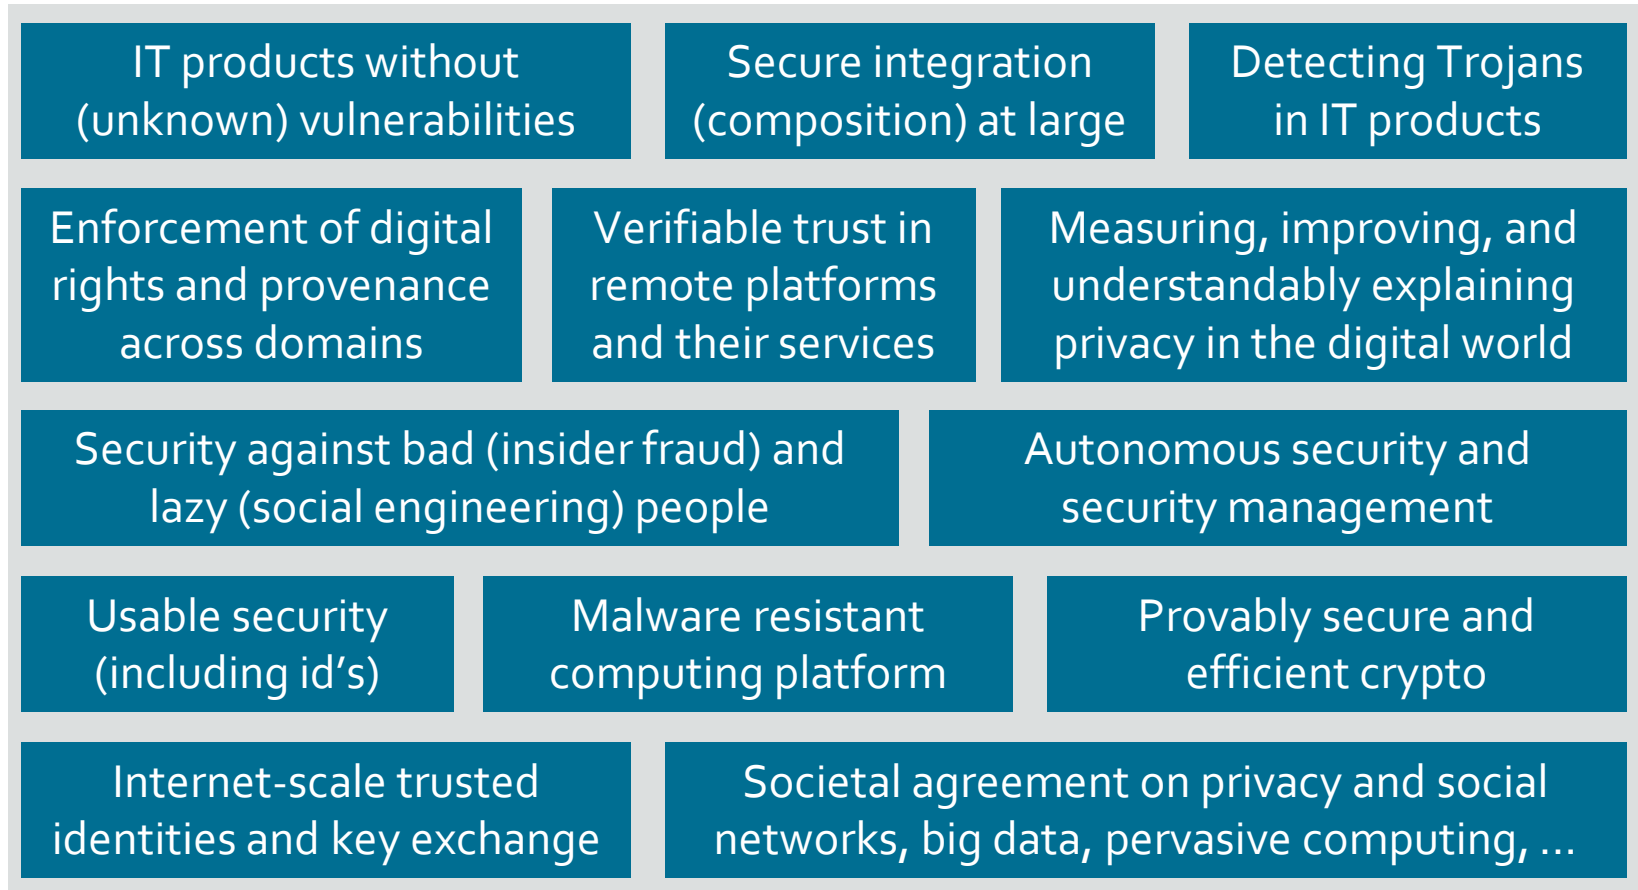 IT products without
(unknown) vulnerabilities
Secure integration
(composition) at large
Detecting Trojans
in IT products
Enforcement of digital
rights and provenance
across domains
Verifiable trust in
remote platforms
and their services
Measuring, improving, and
understandably explaining
privacy in the digital world
Security against bad (insider fraud) and
lazy (social engineering) people
Autonomous security and
security management
Usable security
(including id's)
Malware resistant
computing platform
Provably secure and
efficient crypto
Internet-scale trusted
identities and key exchange
Societal agreement on privacy and social
networks, big data, pervasive computing, ...